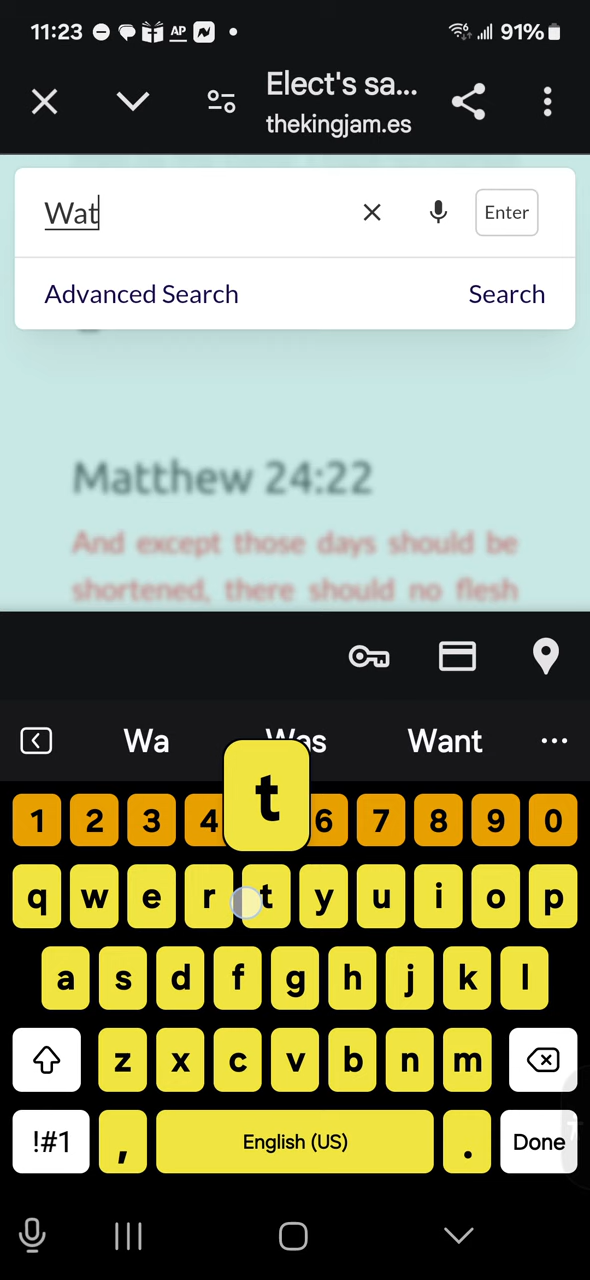 11:23 AP 91%
Elect's sa...
thekingjam.es
Wat Enter
Advanced Search Search
Matthew 24:22
And except those days should be
shortened, there should no flesh
Wa Was Want ...
t
1 2 3 4 6 7 8 9 0
q w e r t y u i o p
a s d f g h j k l
z x c v b n m
!#1 , English (US) . Done